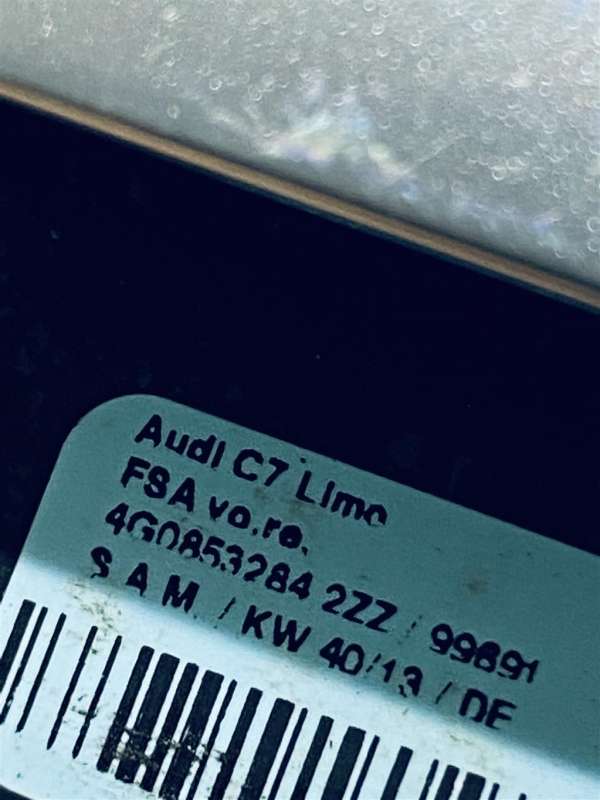 Audi C7 Limo
FSA vo.re.
4G0853284 2ZZ / 99891
S.A.M. / KW 40/13 / DE